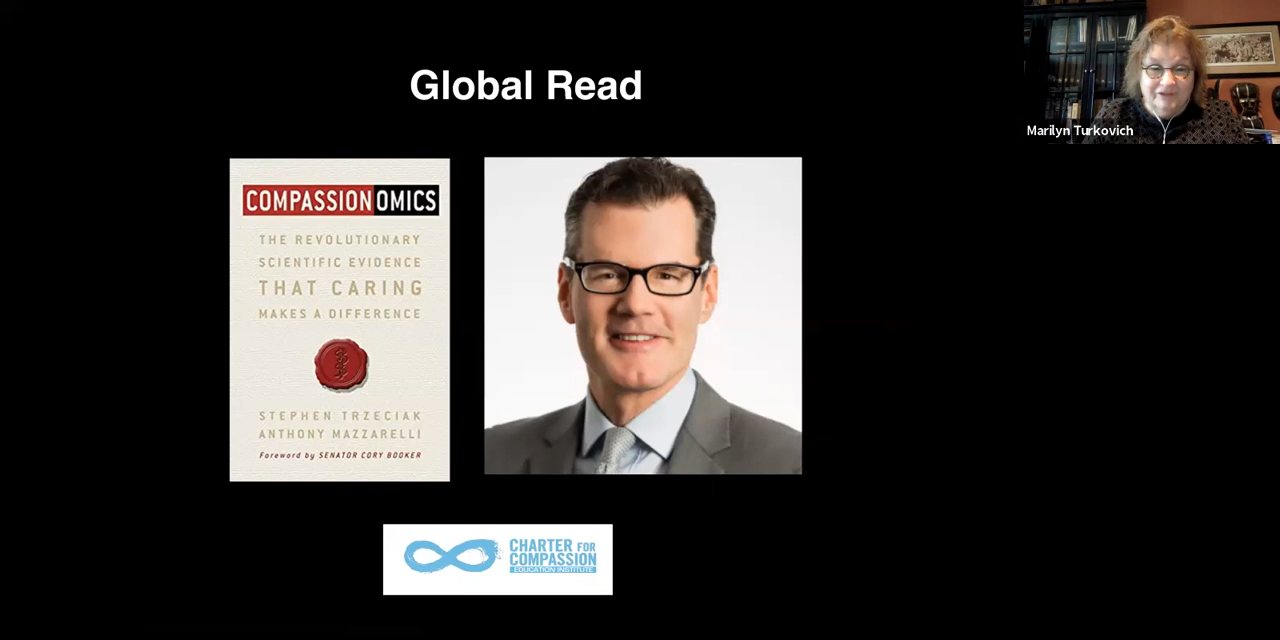 Global Read
COMPASSIONOMICS
THE REVOLUTIONARY
SCIENTIFIC EVIDENCE
THAT CARING
MAKES A DIFFERENCE
STEPHEN TRZECIAK
ANTHONY MAZZARELLI
Foreword by SENATOR CORY BOOKER
CHARTER FOR
COMPASSION
EDUCATION INSTITUTE
Marilyn Turkovich